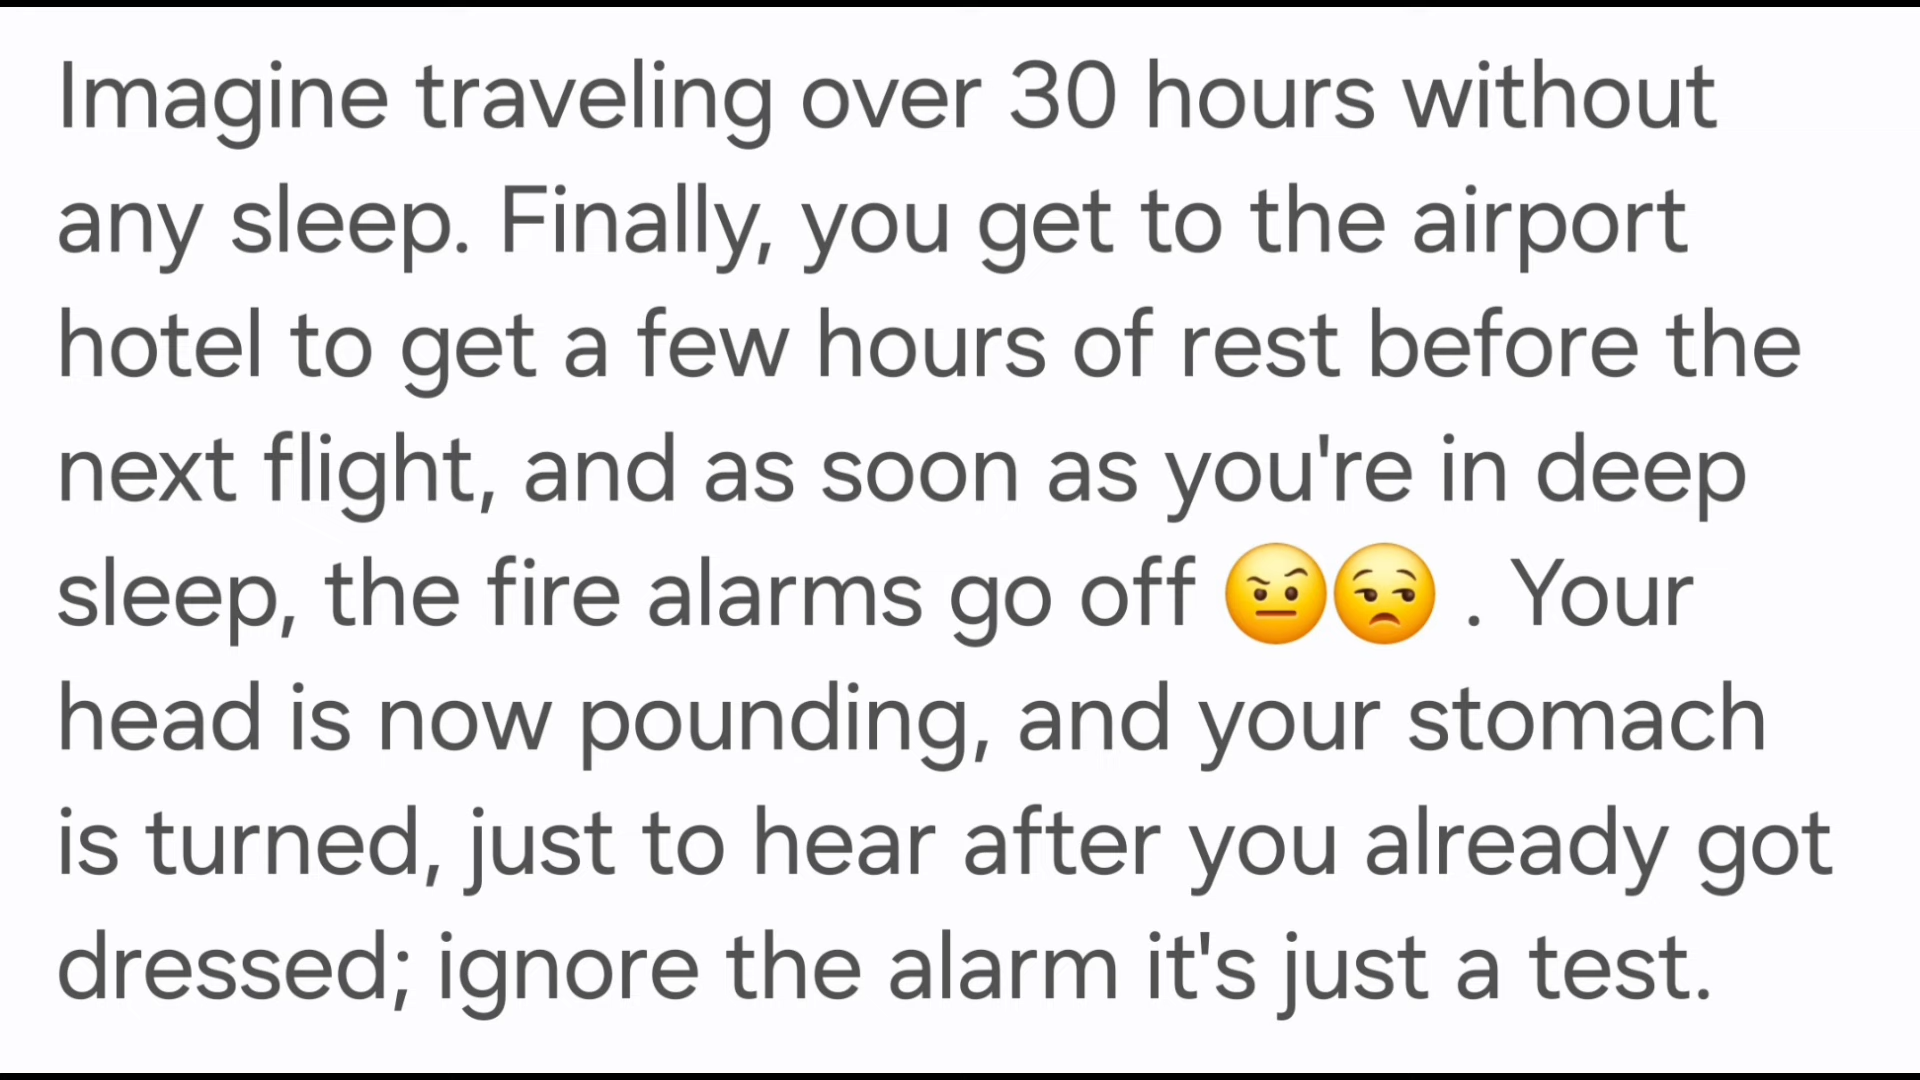 Imagine traveling over 30 hours without
any sleep. Finally, you get to the airport
hotel to get a few hours of rest before the
next flight, and as soon as you're in deep
sleep, the fire alarms go off 🤨😒 . Your
head is now pounding, and your stomach
is turned, just to hear after you already got
dressed; ignore the alarm it's just a test.